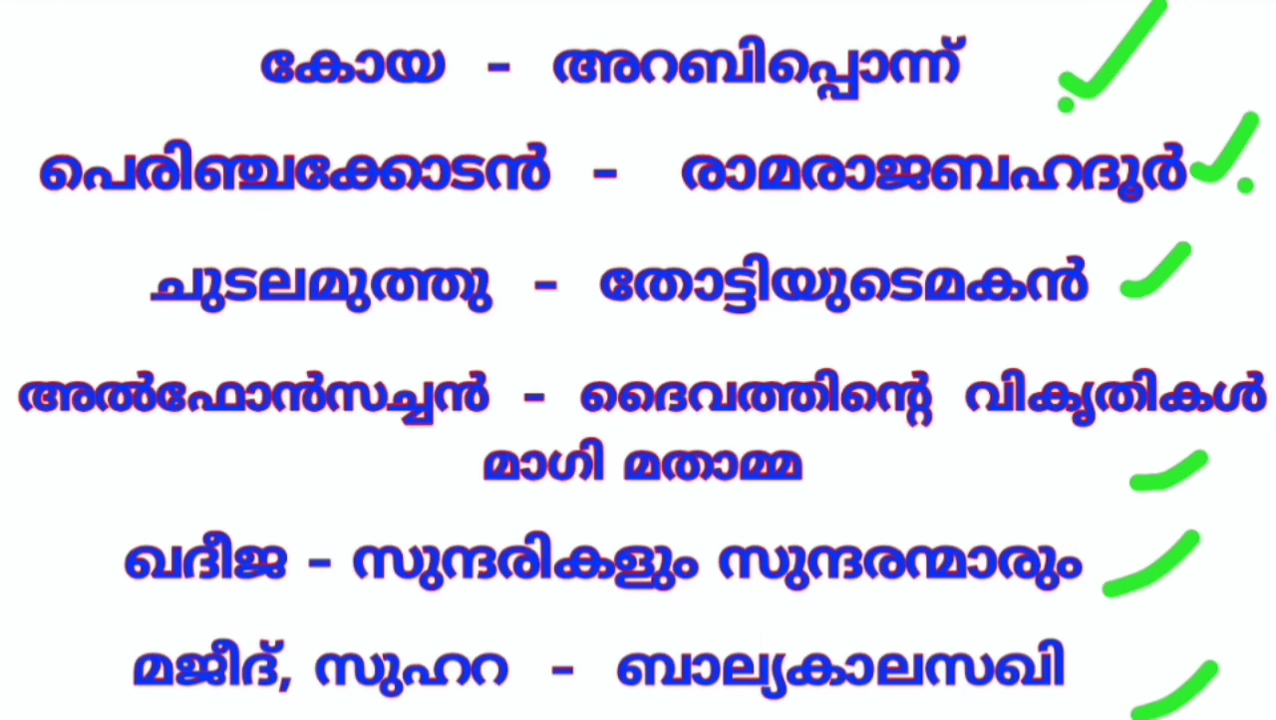 കോയ - അറബിപ്പൊന്ന്
പെരിഞ്ചക്കോടൻ - രാമരാജബഹദൂർ
ചുടലമുത്തു - തോട്ടിയുടെമകൻ
അൽഫോൻസച്ചൻ - ദൈവത്തിന്റെ വികൃതികൾ
മാഗി മതാമ്മ
ഖദീജ - സുന്ദരികളും സുന്ദരന്മാരും
മജീദ്, സുഹറ - ബാല്യകാലസഖി